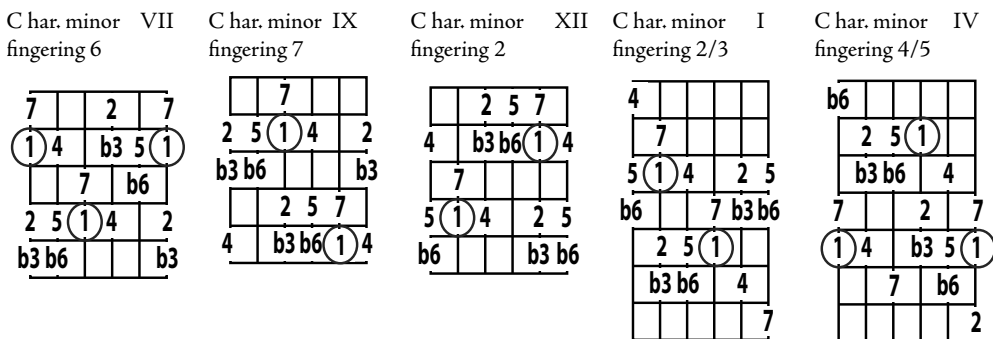 C har. minor VII
fingering 6
7 2 7
1 4 b3 5 1
7 b6
2 5 1 4 2
b3 b6 b3
C har. minor IX
fingering 7
7
2 5 1 4 2
b3 b6 b3
2 5 7
4 b3 b6 1 4
C har. minor XII
fingering 2
2 5 7
4 b3 b6 1 4
7
5 1 4 2 5
b6 b3 b6
C har. minor I
fingering 2/3
4
7
5 1 4 2 5
b6 7 b3 b6
2 5 1
b3 b6 4
7
C har. minor IV
fingering 4/5
b6
2 5 1
b3 b6 4
7 2 7
1 4 b3 5 1
7 b6
2